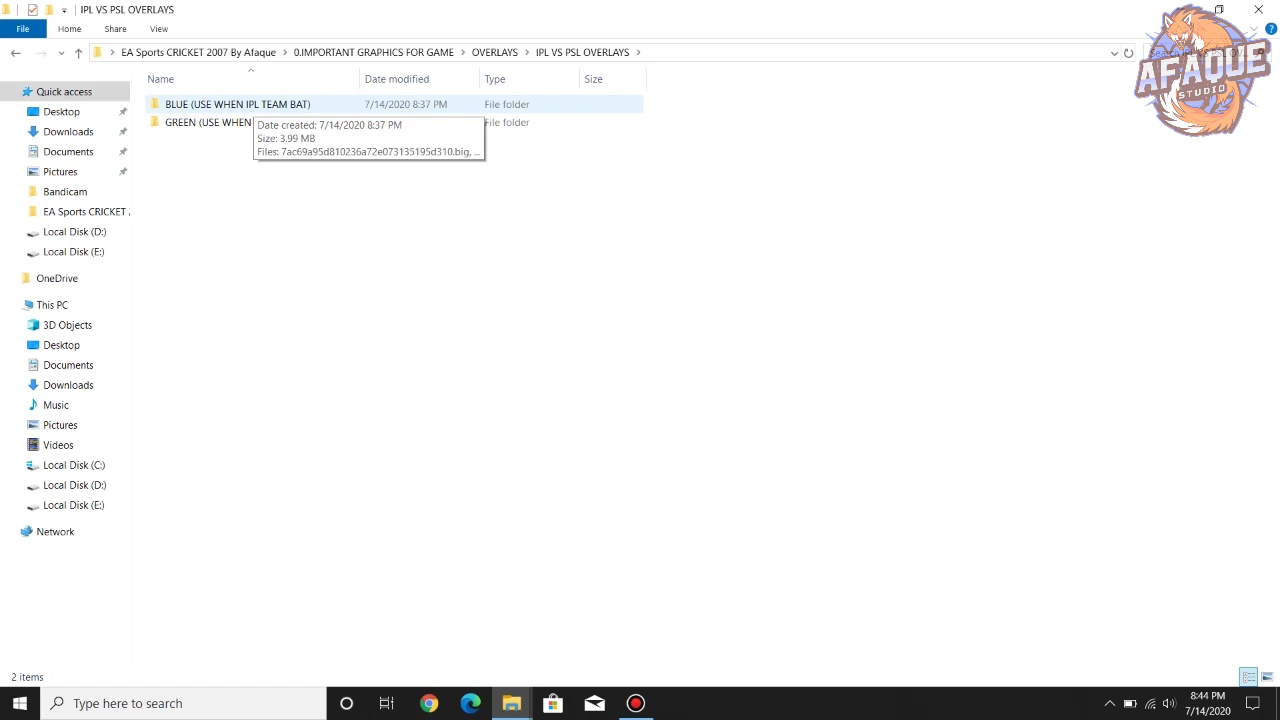 IPL VS PSL OVERLAYS
File Home Share View
EA Sports CRICKET 2007 By Afaque 0.IMPORTANT GRAPHICS FOR GAME OVERLAYS IPL VS PSL OVERLAYS
AFAQUE
STUDIO
Name Date modified Type Size
Quick access
BLUE (USE WHEN IPL TEAM BAT) 7/14/2020 8:37 PM File folder
Desktop
GREEN (USE WHEN File folder
Date created: 7/14/2020 8:37 PM
Downloads
Size: 3.99 MB
Documents
Files: 7ac69a95d810236a72e073135195d310.big, ...
Pictures
Bandicam
EA Sports CRICKET 2
Local Disk (D:)
Local Disk (E:)
OneDrive
This PC
3D Objects
Desktop
Documents
Downloads
Music
Pictures
Videos
Local Disk (C:)
Local Disk (D:)
Local Disk (E:)
Network
2 items
Type here to search
8:44 PM
7/14/2020